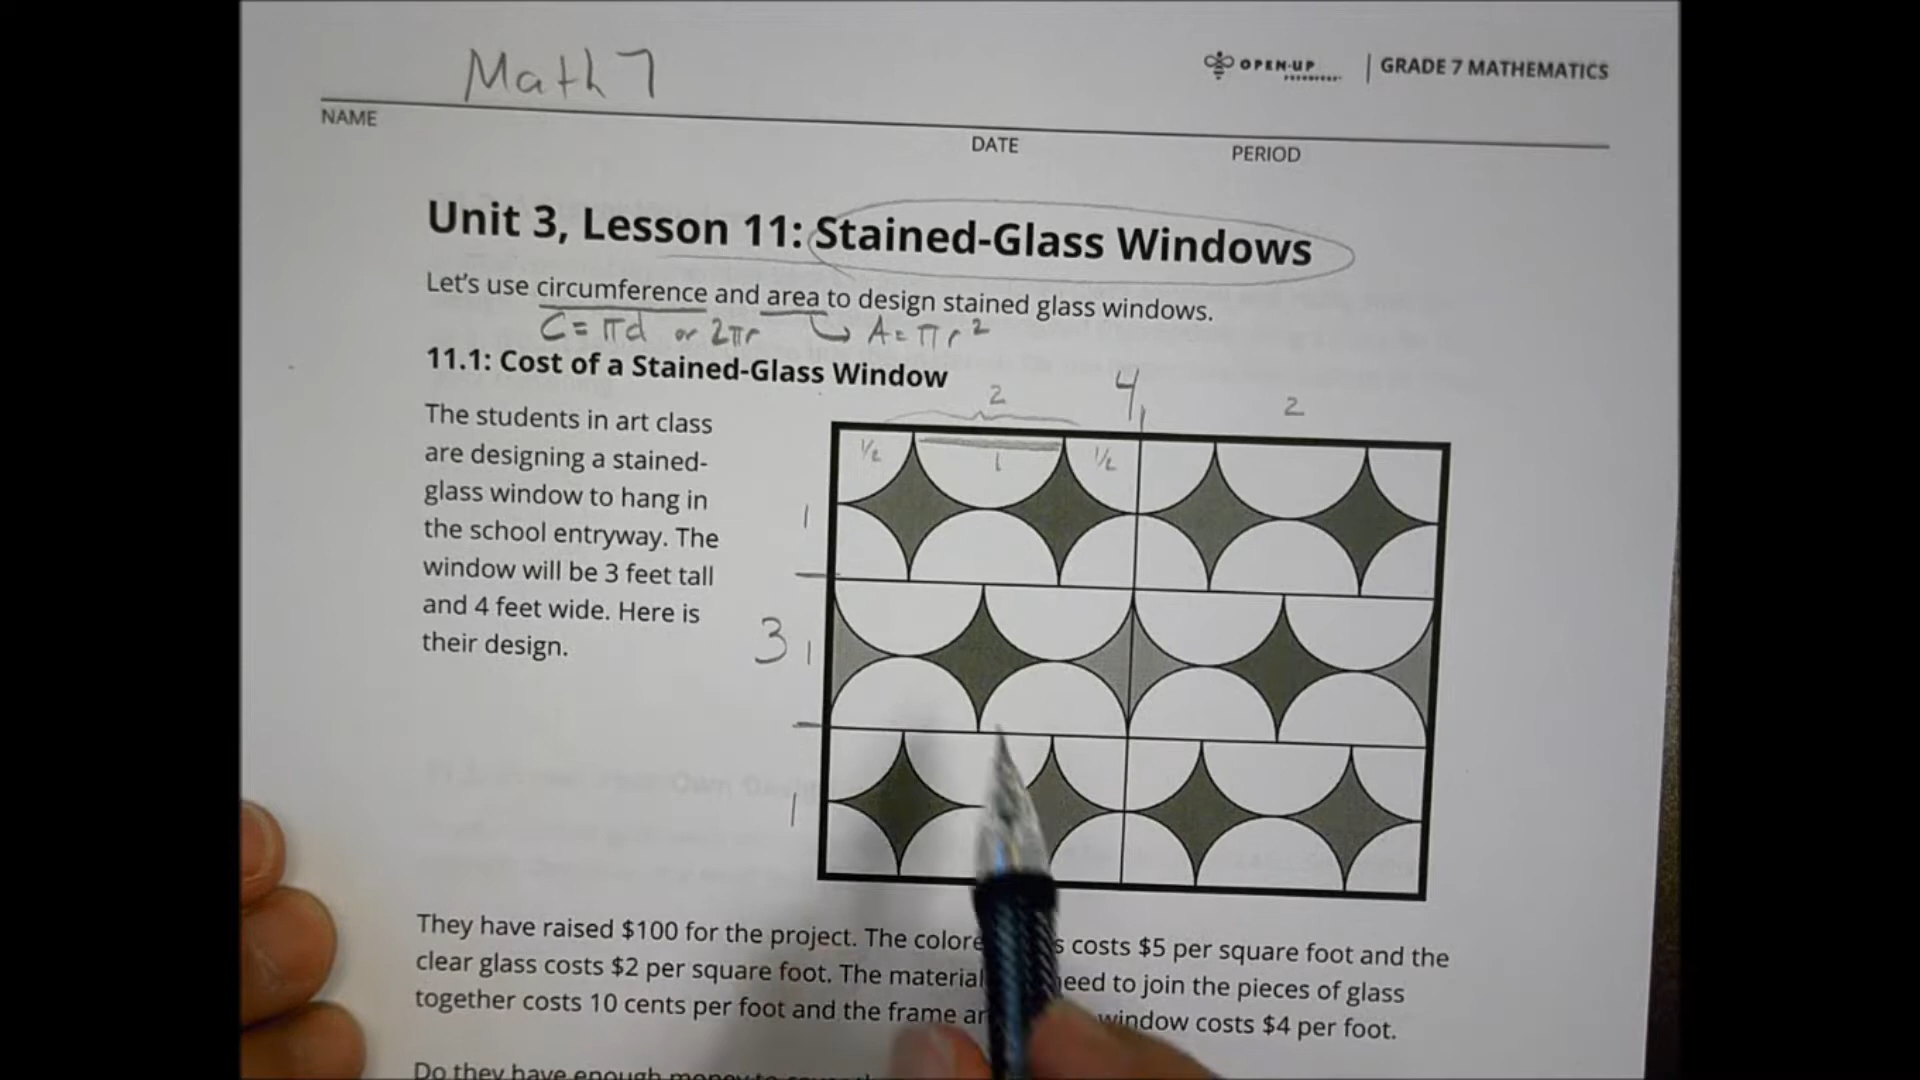 Math 7
OPEN-UP
GRADE 7 MATHEMATICS
NAME
DATE
PERIOD
Unit 3, Lesson 11: Stained-Glass Windows
Let's use circumference and area to design stained glass windows.
C = πd or 2πr A = πr²
11.1: Cost of a Stained-Glass Window
The students in art class
are designing a stained-
glass window to hang in
the school entryway. The
window will be 3 feet tall
and 4 feet wide. Here is
their design.
2 4 2
½ 1 ½
1
3 1
1
They have raised $100 for the project. The costs $5 per square foot and the
clear glass costs $2 per square foot. The to join the pieces of glass
together costs 10 cents per foot and the frame window costs $4 per foot.
Do they have enough money to